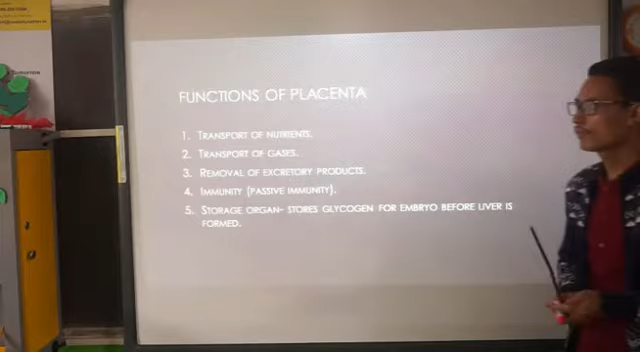 FUNCTIONS OF PLACENTA
1. TRANSPORT OF NUTRIENTS.
2. TRANSPORT OF GASES.
3. REMOVAL OF EXCRETORY PRODUCTS.
4. IMMUNITY (PASSIVE IMMUNITY).
5. STORAGE ORGAN- STORES GLYCOGEN FOR EMBRYO BEFORE LIVER IS
FORMED.